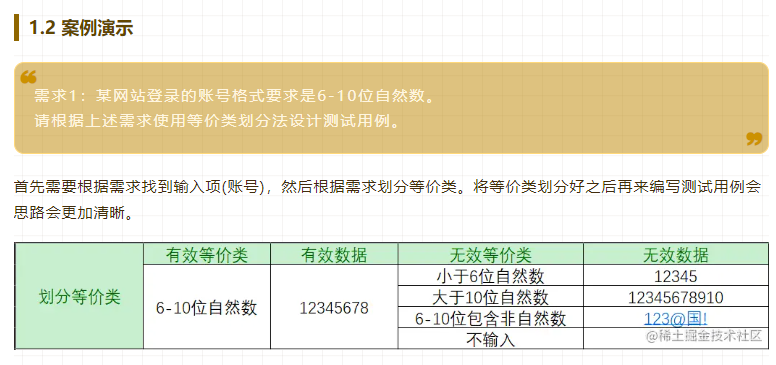 1.2 案例演示
需求1：某网站登录的账号格式要求是6-10位自然数。
请根据上述需求使用等价类划分法设计测试用例。
首先需要根据需求找到输入项(账号)，然后根据需求划分等价类。将等价类划分好之后再来编写测试用例会
思路会更加清晰。
划分等价类
有效等价类 有效数据 无效等价类 无效数据
6-10位自然数 12345678
小于6位自然数 12345
大于10位自然数 12345678910
6-10位包含非自然数 123@国!
不输入
@稀土掘金技术社区